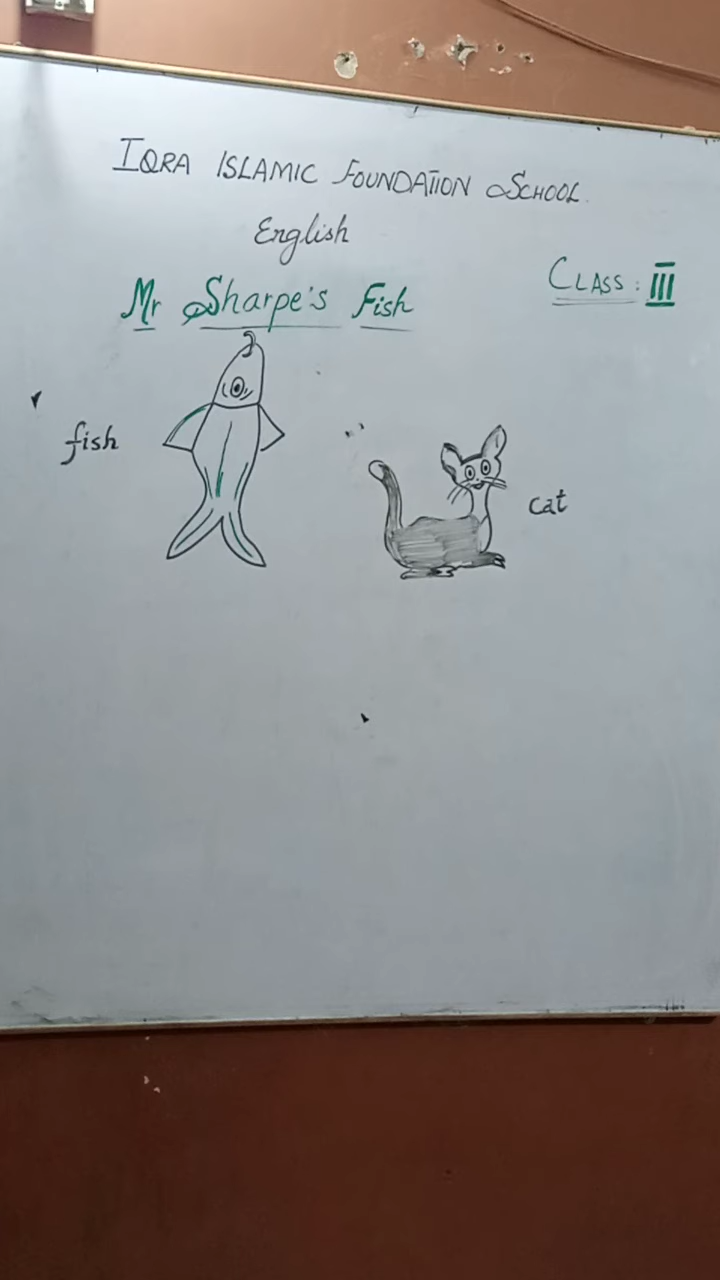 IQRA ISLAMIC FOUNDATION SCHOOL
English
CLASS : III
Mr Sharpe's Fish
fish
cat